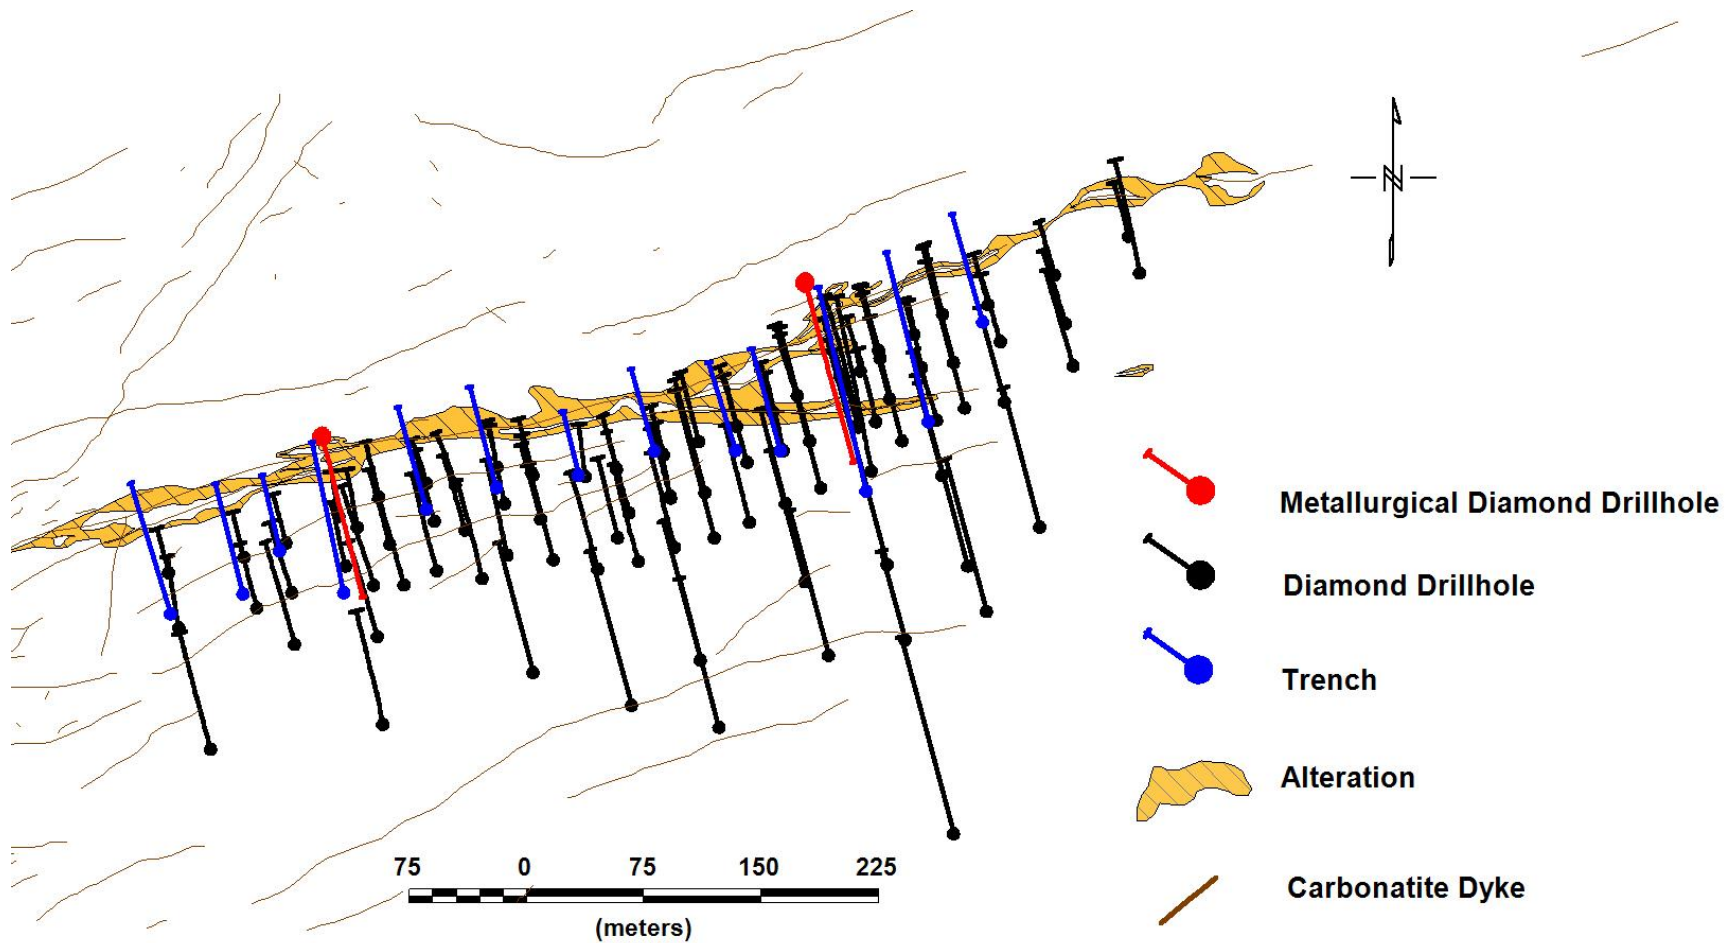 N
Metallurgical Diamond Drillhole
Diamond Drillhole
Trench
Alteration
Carbonatite Dyke
75 0 75 150 225
(meters)